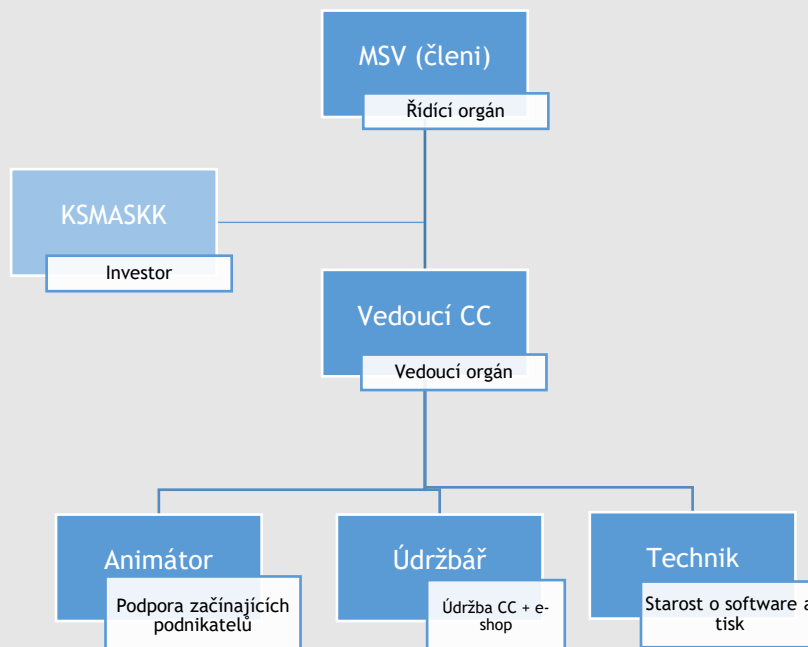 MSV (členi)
Řídící orgán
KSMASKK
Investor
Vedoucí CC
Vedoucí orgán
Animátor
Podpora začínajících
podnikatelů
Údržbář
Údržba CC + e-
shop
Technik
Starost o software a
tisk